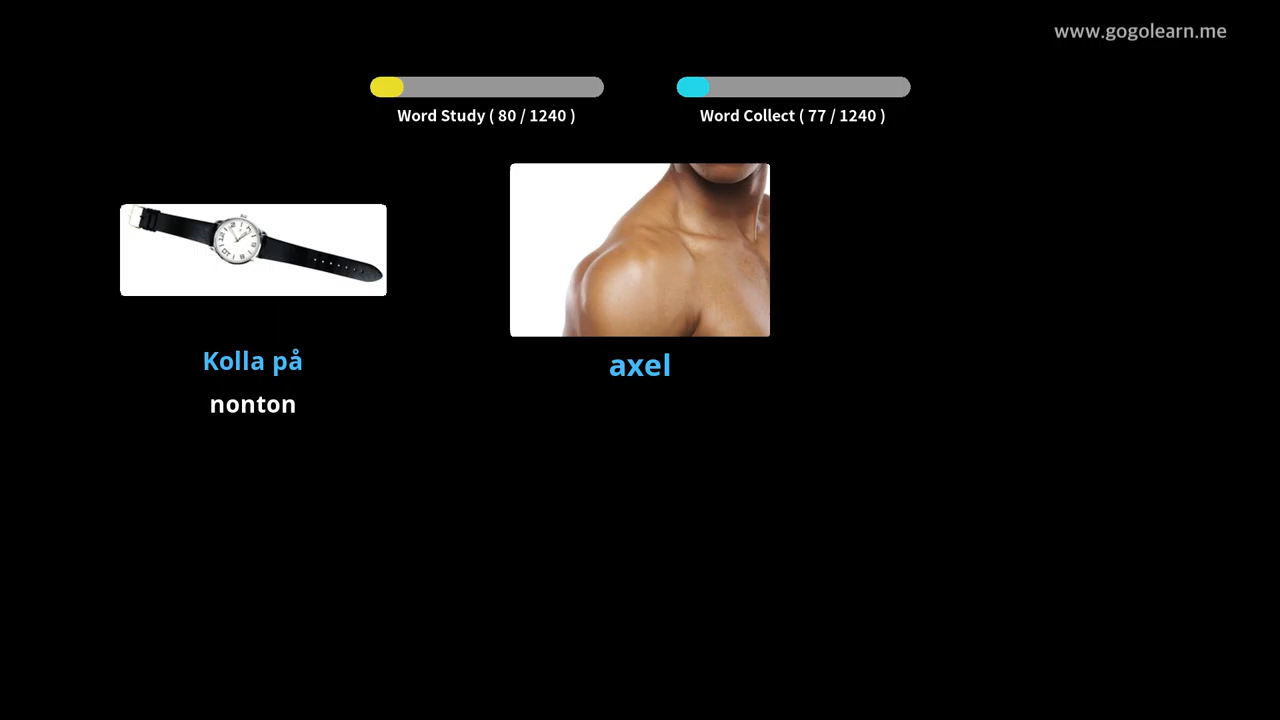 www.gogolearn.me
Word Study ( 80 / 1240 )
Word Collect ( 77 / 1240 )
Kolla på
nonton
axel